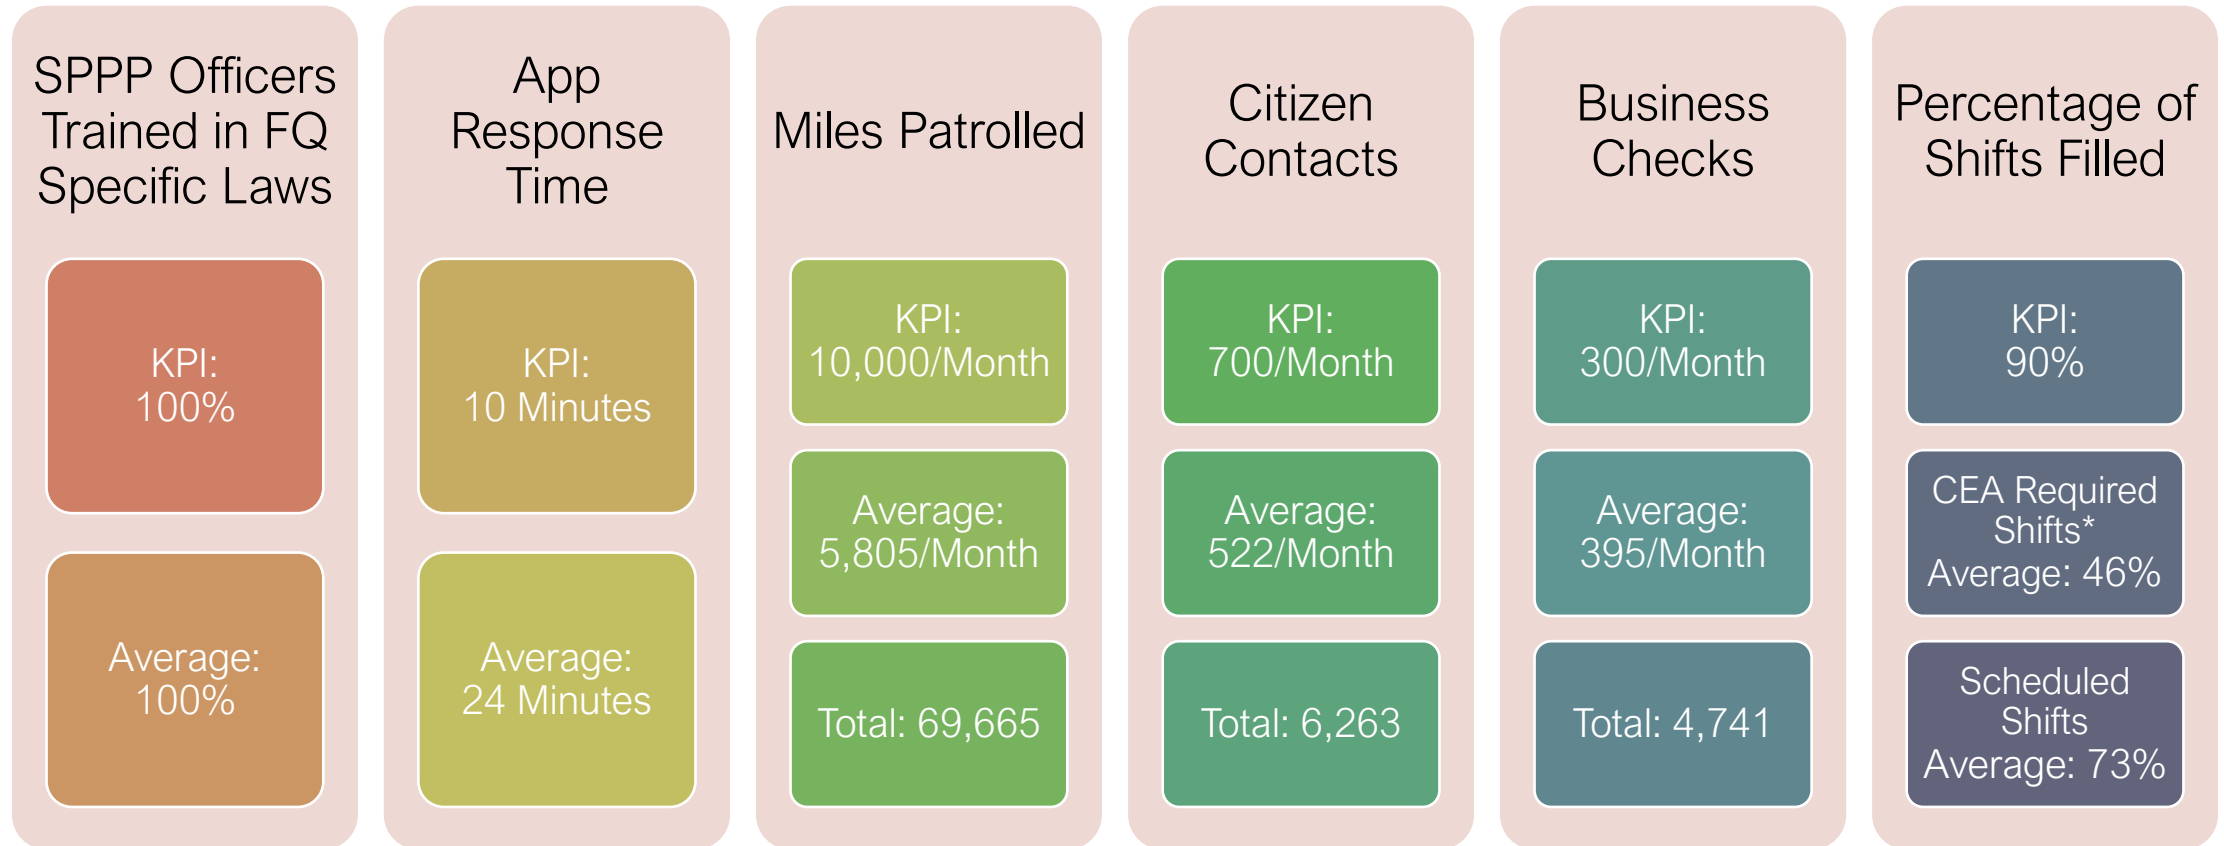 SPPP Officers
Trained in FQ
Specific Laws
KPI:
100%
Average:
100%
App
Response
Time
KPI:
10 Minutes
Average:
24 Minutes
Miles Patrolled
KPI:
10,000/Month
Average:
5,805/Month
Total: 69,665
Citizen
Contacts
KPI:
700/Month
Average:
522/Month
Total: 6,263
Business
Checks
KPI:
300/Month
Average:
395/Month
Total: 4,741
Percentage of
Shifts Filled
KPI:
90%
CEA Required
Shifts*
Average: 46%
Scheduled
Shifts
Average: 73%